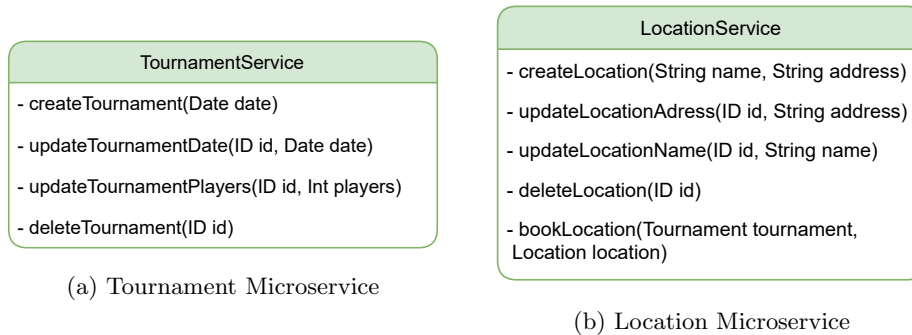 TournamentService
- createTournament(Date date)
- updateTournamentDate(ID id, Date date)
- updateTournamentPlayers(ID id, Int players)
- deleteTournament(ID id)
(a) Tournament Microservice
LocationService
- createLocation(String name, String address)
- updateLocationAdress(ID id, String address)
- updateLocationName(ID id, String name)
- deleteLocation(ID id)
- bookLocation(Tournament tournament,
Location location)
(b) Location Microservice